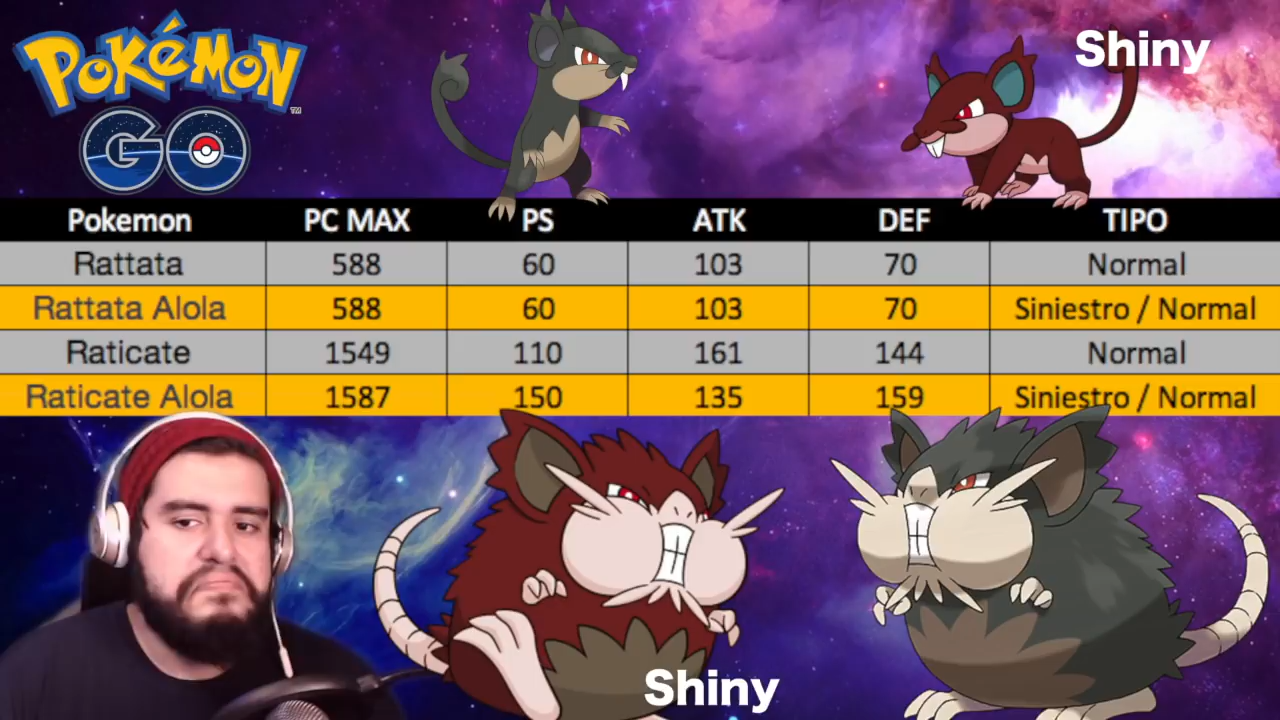 POKÉMON
GO
TM
Shiny
Pokemon PC MAX PS ATK DEF TIPO
Rattata 588 60 103 70 Normal
Rattata Alola 588 60 103 70 Siniestro / Normal
Raticate 1549 110 161 144 Normal
Raticate Alola 1587 150 135 159 Siniestro / Normal
Shiny